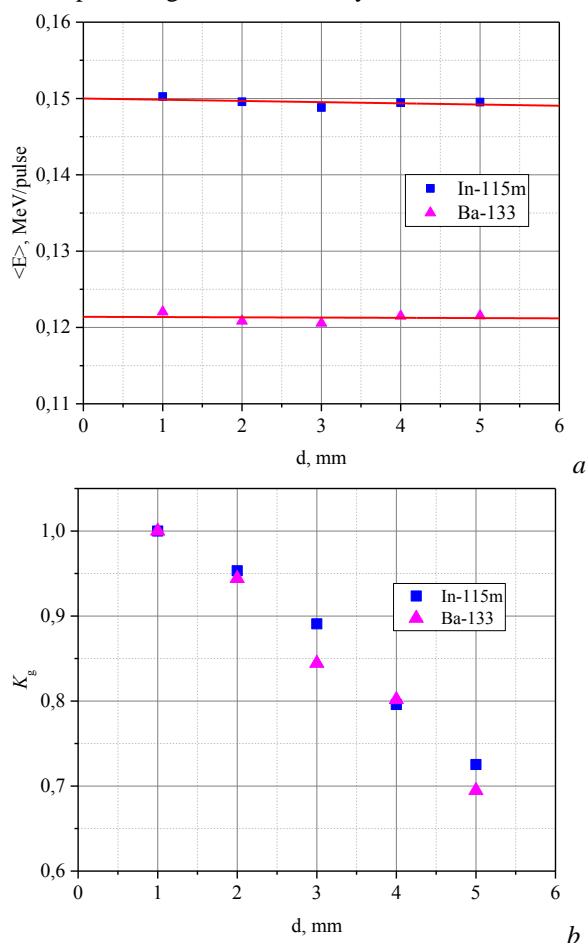 0,16
0,15
0,14
0,13
0,12
0,11
<E>, MeV/pulse
In-115m
Ba-133
0 1 2 3 4 5 6
d, mm
a
1,0
0,9
0,8
0,7
0,6
K_g
In-115m
Ba-133
0 1 2 3 4 5 6
d, mm
b